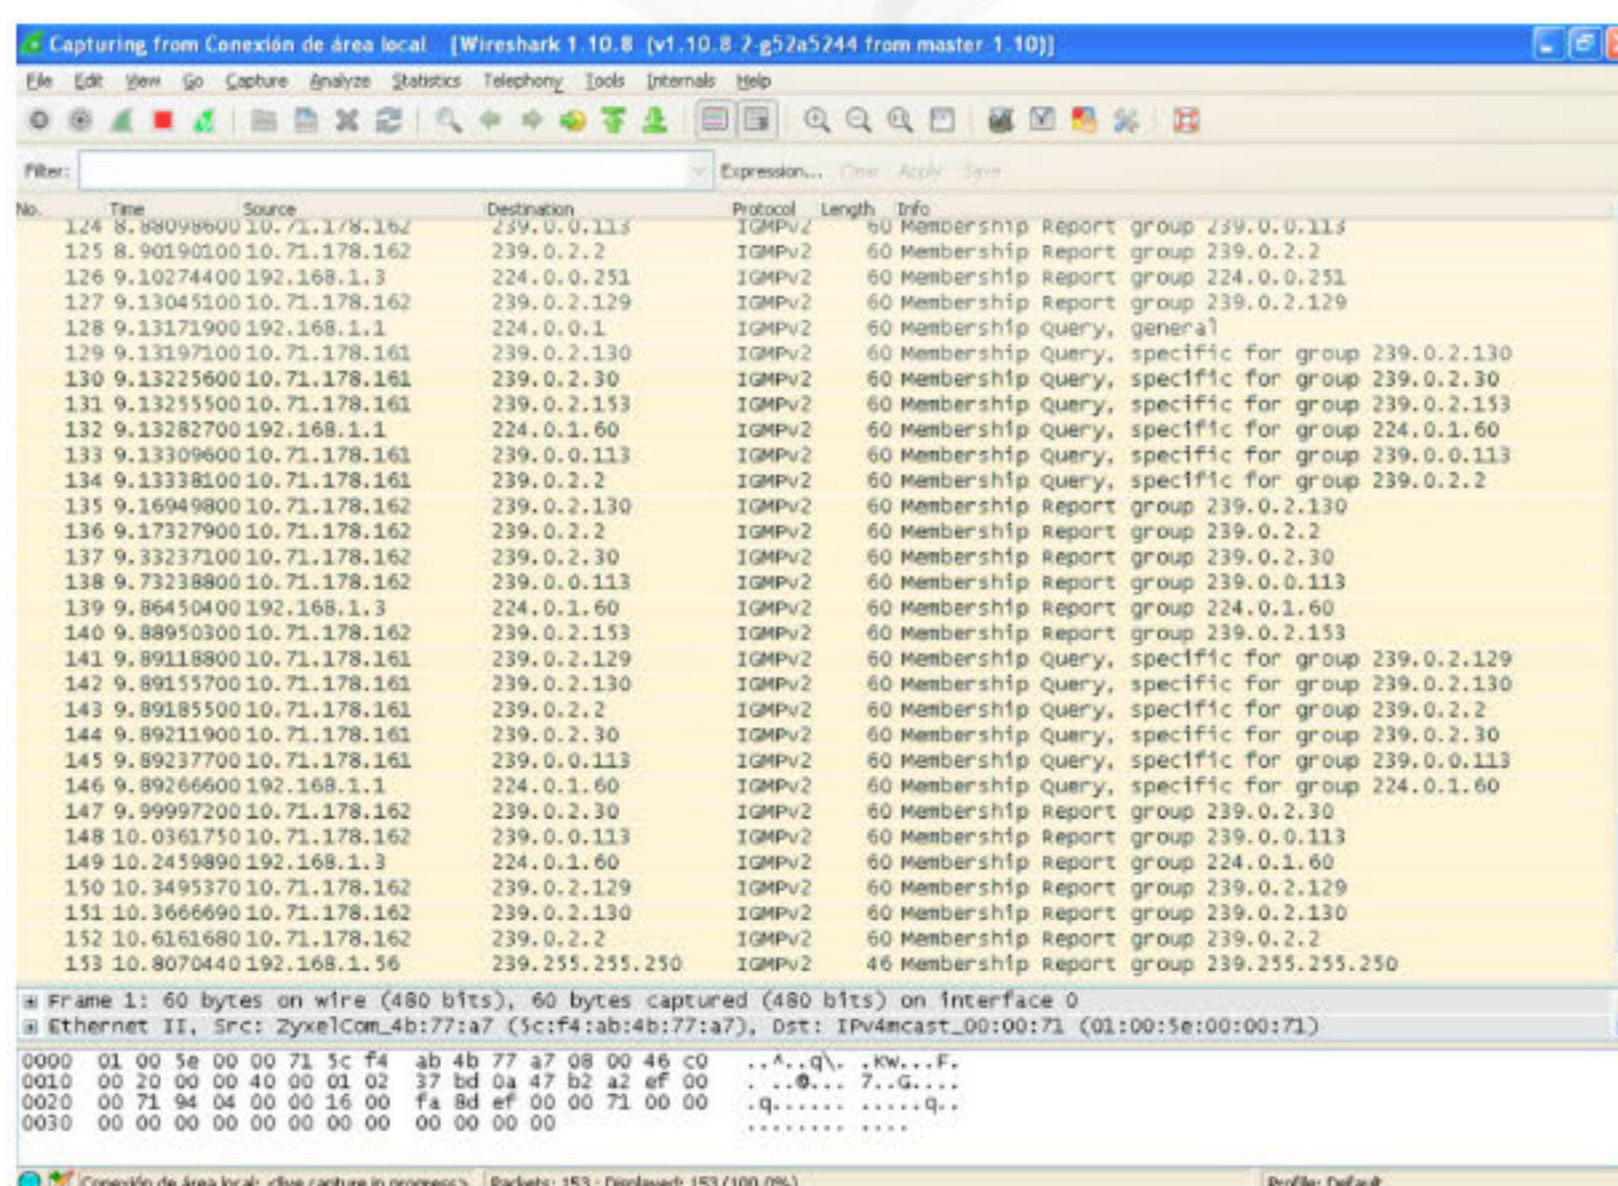 Capturing from Conexión de área local [Wireshark 1.10.8 (v1.10.8-2-g52a5244 from master-1.10)]
File Edit View Go Capture Analyze Statistics Telephony Tools Internals Help
Filter: Expression... Clear Apply Save
No. Time Source Destination Protocol Length Info
124 8.88098600 10.71.178.162 239.0.0.113 IGMPv2 60 Membership Report group 239.0.0.113
125 8.90190100 10.71.178.162 239.0.2.2 IGMPv2 60 Membership Report group 239.0.2.2
126 9.10274400 192.168.1.3 224.0.0.251 IGMPv2 60 Membership Report group 224.0.0.251
127 9.13045100 10.71.178.162 239.0.2.129 IGMPv2 60 Membership Report group 239.0.2.129
128 9.13171900 192.168.1.1 224.0.0.1 IGMPv2 60 Membership Query, general
129 9.13197100 10.71.178.161 239.0.2.130 IGMPv2 60 Membership Query, specific for group 239.0.2.130
130 9.13225600 10.71.178.161 239.0.2.30 IGMPv2 60 Membership Query, specific for group 239.0.2.30
131 9.13255500 10.71.178.161 239.0.2.153 IGMPv2 60 Membership Query, specific for group 239.0.2.153
132 9.13282700 192.168.1.1 224.0.1.60 IGMPv2 60 Membership Query, specific for group 224.0.1.60
133 9.13309600 10.71.178.161 239.0.0.113 IGMPv2 60 Membership Query, specific for group 239.0.0.113
134 9.13338100 10.71.178.161 239.0.2.2 IGMPv2 60 Membership Query, specific for group 239.0.2.2
135 9.16949800 10.71.178.162 239.0.2.130 IGMPv2 60 Membership Report group 239.0.2.130
136 9.17327900 10.71.178.162 239.0.2.2 IGMPv2 60 Membership Report group 239.0.2.2
137 9.33237100 10.71.178.162 239.0.2.30 IGMPv2 60 Membership Report group 239.0.2.30
138 9.73238800 10.71.178.162 239.0.0.113 IGMPv2 60 Membership Report group 239.0.0.113
139 9.86450400 192.168.1.3 224.0.1.60 IGMPv2 60 Membership Report group 224.0.1.60
140 9.88950300 10.71.178.162 239.0.2.153 IGMPv2 60 Membership Report group 239.0.2.153
141 9.89118800 10.71.178.161 239.0.2.129 IGMPv2 60 Membership Query, specific for group 239.0.2.129
142 9.89155700 10.71.178.161 239.0.2.130 IGMPv2 60 Membership Query, specific for group 239.0.2.130
143 9.89185500 10.71.178.161 239.0.2.2 IGMPv2 60 Membership Query, specific for group 239.0.2.2
144 9.89211900 10.71.178.161 239.0.2.30 IGMPv2 60 Membership Query, specific for group 239.0.2.30
145 9.89237700 10.71.178.161 239.0.0.113 IGMPv2 60 Membership Query, specific for group 239.0.0.113
146 9.89266600 192.168.1.1 224.0.1.60 IGMPv2 60 Membership Query, specific for group 224.0.1.60
147 9.99997200 10.71.178.162 239.0.2.30 IGMPv2 60 Membership Report group 239.0.2.30
148 10.0361750 10.71.178.162 239.0.0.113 IGMPv2 60 Membership Report group 239.0.0.113
149 10.2459890 192.168.1.3 224.0.1.60 IGMPv2 60 Membership Report group 224.0.1.60
150 10.3495370 10.71.178.162 239.0.2.129 IGMPv2 60 Membership Report group 239.0.2.129
151 10.3666690 10.71.178.162 239.0.2.130 IGMPv2 60 Membership Report group 239.0.2.130
152 10.6161680 10.71.178.162 239.0.2.2 IGMPv2 60 Membership Report group 239.0.2.2
153 10.8070440 192.168.1.56 239.255.255.250 IGMPv2 46 Membership Report group 239.255.255.250
Frame 1: 60 bytes on wire (480 bits), 60 bytes captured (480 bits) on interface 0
Ethernet II, Src: ZyxelCom_4b:77:a7 (5c:f4:ab:4b:77:a7), Dst: IPv4mcast_00:00:71 (01:00:5e:00:00:71)
0000 01 00 5e 00 00 71 5c f4 ab 4b 77 a7 08 00 46 c0 ..^..q\. .Kw...F.
0010 00 20 00 00 40 00 01 02 37 bd 0a 47 b2 a2 ef 00 . ..@... 7..G....
0020 00 71 94 04 00 00 16 00 fa 8d ef 00 00 71 00 00 .q...... .....q..
0030 00 00 00 00 00 00 00 00 00 00 00 00 ........ ....
Conexión de área local: <live capture in progress> Packets: 153 · Displayed: 153 (100,0%) Profile: Default